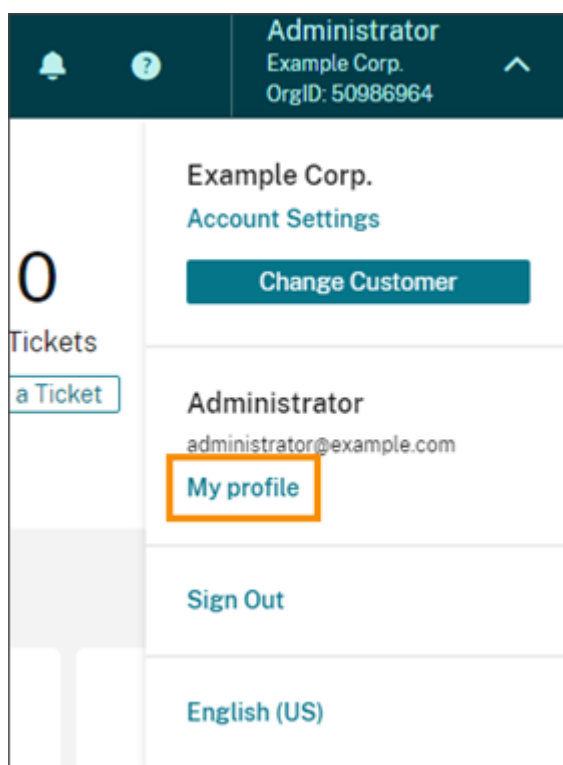 Administrator
Example Corp.
OrgID: 50986964
?
Example Corp.
Account Settings
Change Customer
0
Tickets
a Ticket
Administrator
administrator@example.com
My profile
Sign Out
English (US)